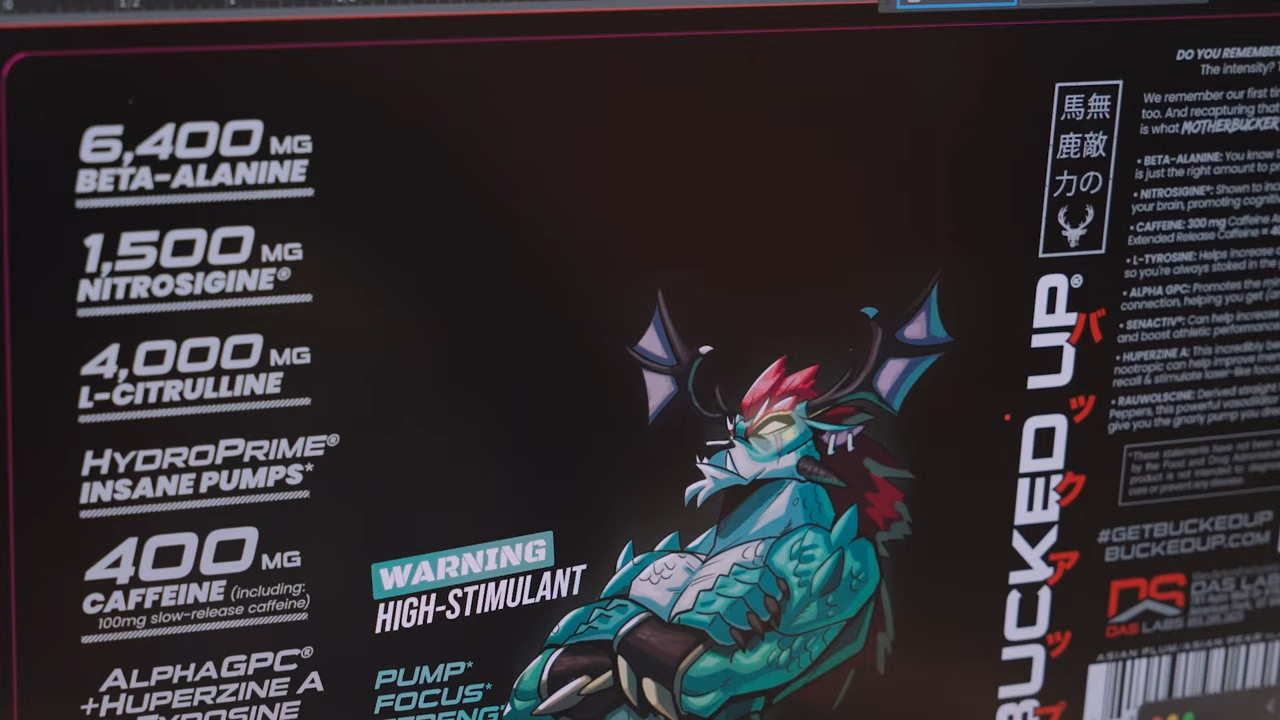 6,400 MG
BETA-ALANINE
1,500 MG
NITROSIGINE®
4,000 MG
L-CITRULLINE
HYDROPRIME®
INSANE PUMPS*
400 MG
CAFFEINE (including:
100mg slow-release caffeine)
ALPHAGPC®
+HUPERZINE A
WARNING
HIGH-STIMULANT
PUMP*
FOCUS*
無敵の
馬鹿力
BUCKED UP®
バックアップ
DO YOU REMEMBER
The intensity?
We remember our first
too. And recapturing that
is what MOTHERBUCKER
• BETA-ALANINE: You know
is just the right amount to
• NITROSIGINE®: Shown to
your brain, promoting
• CAFFEINE: 300 mg Caffeine
Extended Release Caffeine =
• L-TYROSINE: Helps increase
so you're always stoked in the
• ALPHA GPC: Promotes the
connection, helping you get
• SENACTIV®: Can help increase
and boost athletic performance
• HUPERZINE A: This incredibly
nootropic can help improve
recall & stimulate laser-like focus
• RAUWOLSCINE: Derived straight
Peppers, this powerful
give you the gnarly pump you
#GETBUCKEDUP
BUCKEDUP.COM
DS
DAS LABS
DAS LABS